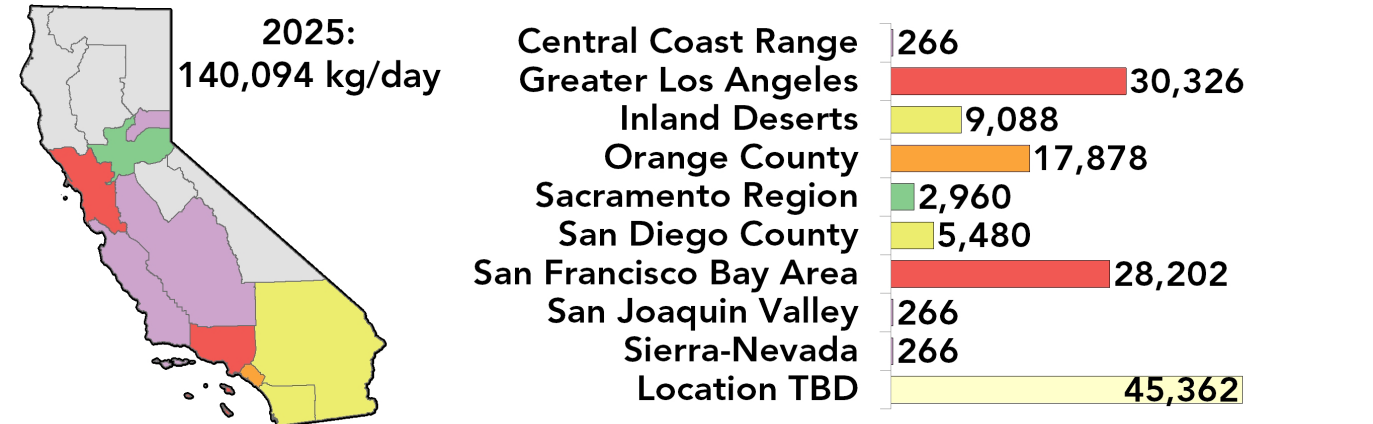 2025:
140,094 kg/day
Central Coast Range 266
Greater Los Angeles 30,326
Inland Deserts 9,088
Orange County 17,878
Sacramento Region 2,960
San Diego County 5,480
San Francisco Bay Area 28,202
San Joaquin Valley 266
Sierra-Nevada 266
Location TBD 45,362